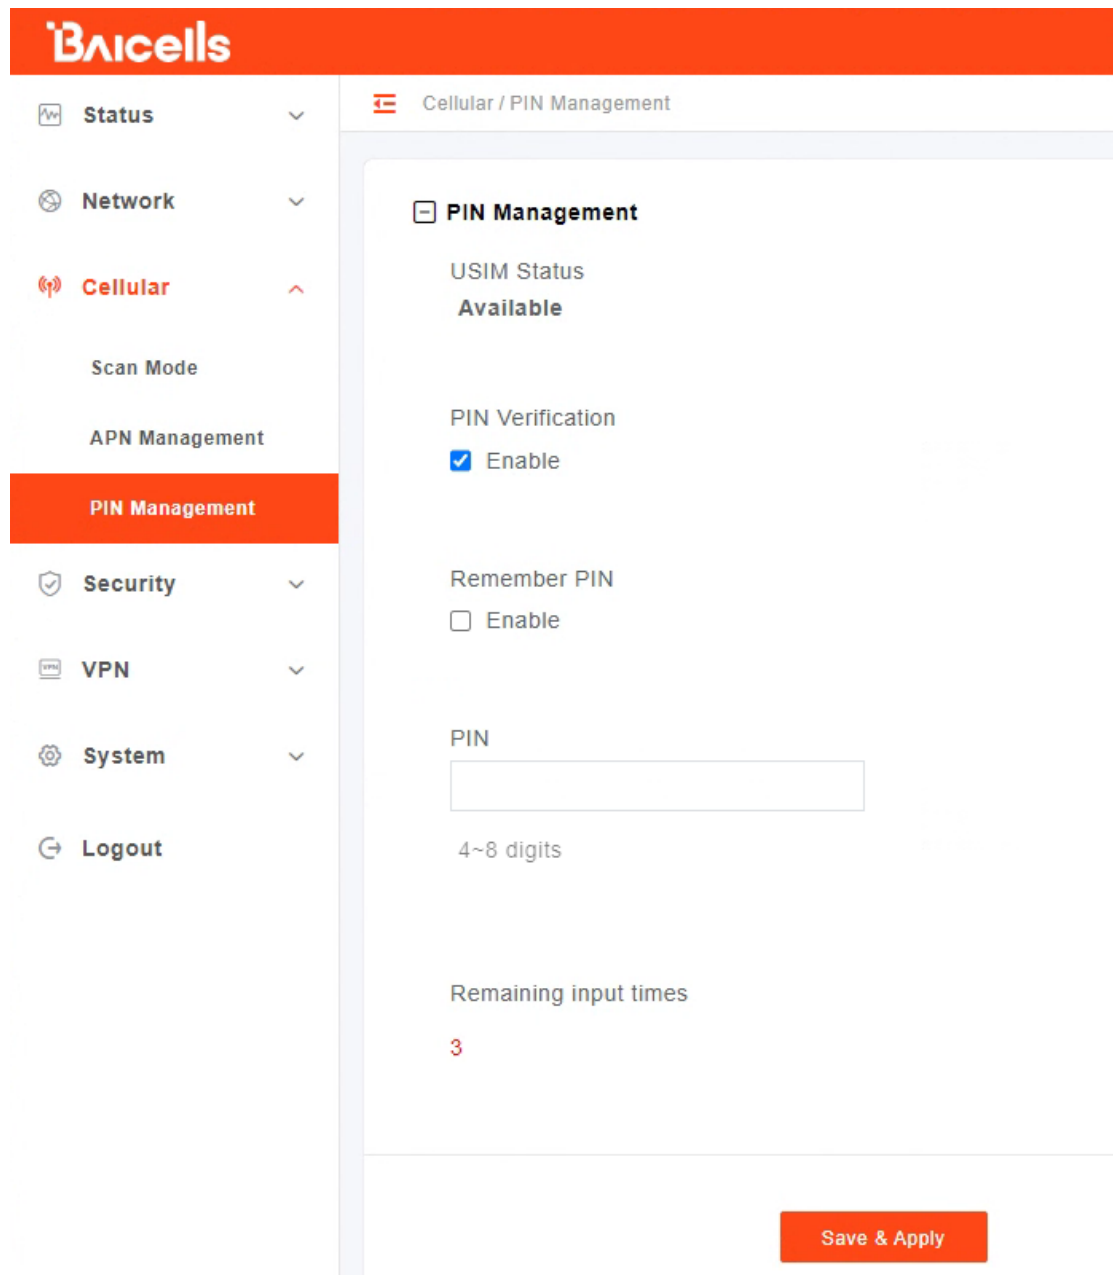 Baicells
Status
Cellular / PIN Management
Network
PIN Management
USIM Status
Available
Cellular
Scan Mode
APN Management
PIN Management
PIN Verification
Enable
Security
Remember PIN
Enable
VPN
VPN
System
PIN
4~8 digits
Logout
Remaining input times
3
Save & Apply